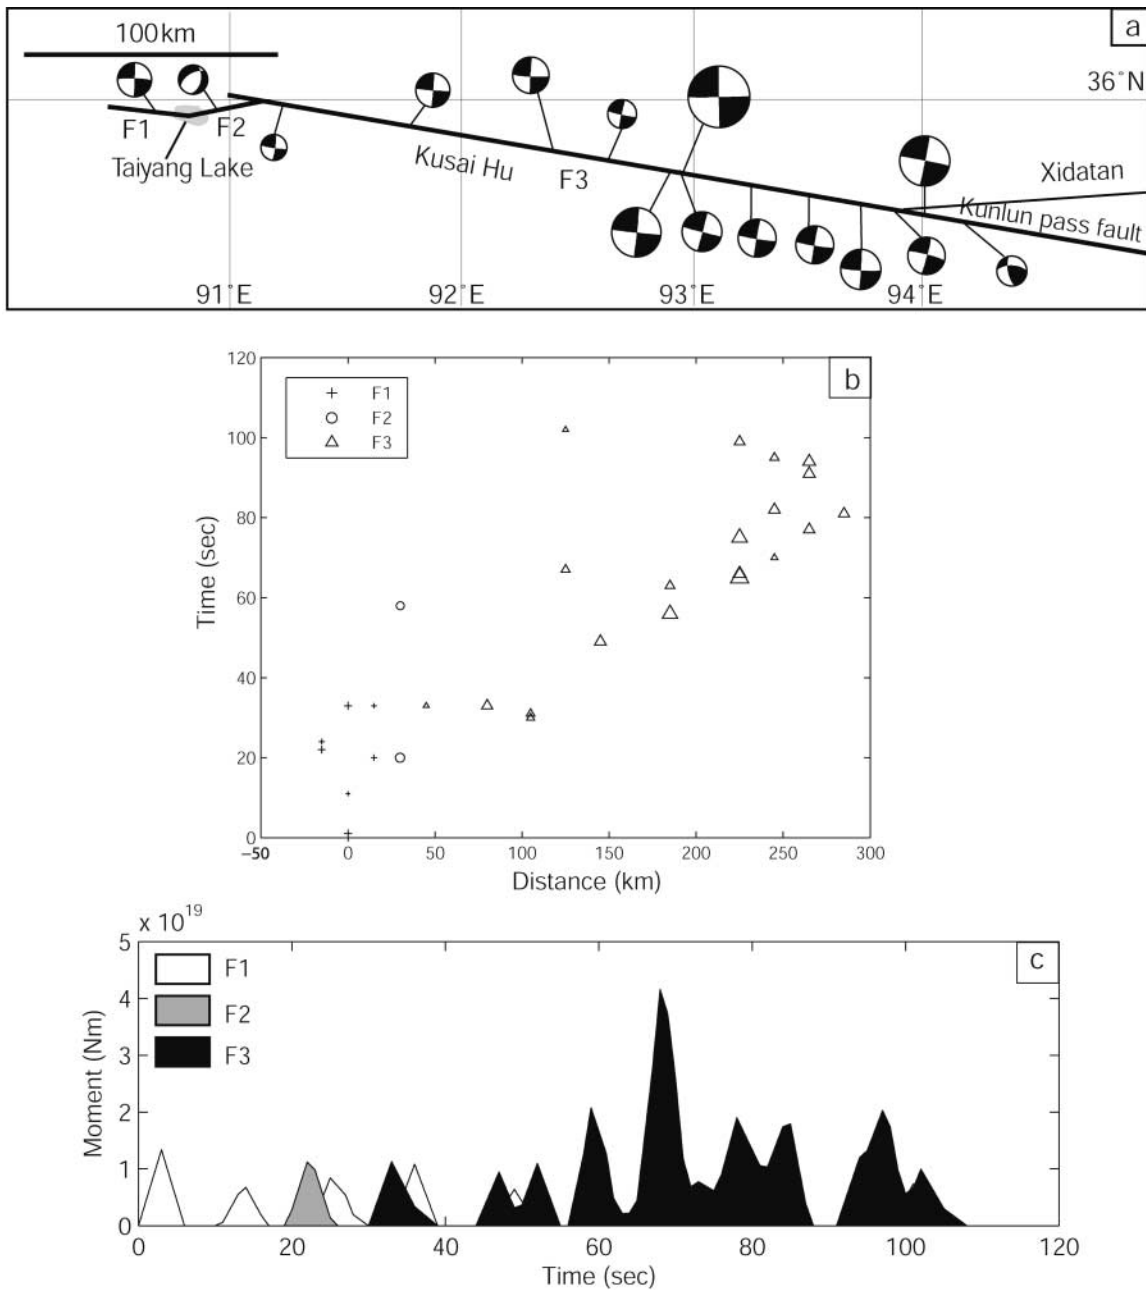 a
100km
36°N
F1
F2
Taiyang Lake
Kusai Hu
F3
Xidatan
Kunlun pass fault
91°E
92°E
93°E
94°E
b
F1
F2
F3
120
100
80
60
40
20
0
Time (sec)
−50
0
50
100
150
200
250
300
Distance (km)
x 10^19
c
F1
F2
F3
5
4
3
2
1
0
Moment (Nm)
0
20
40
60
80
100
120
Time (sec)